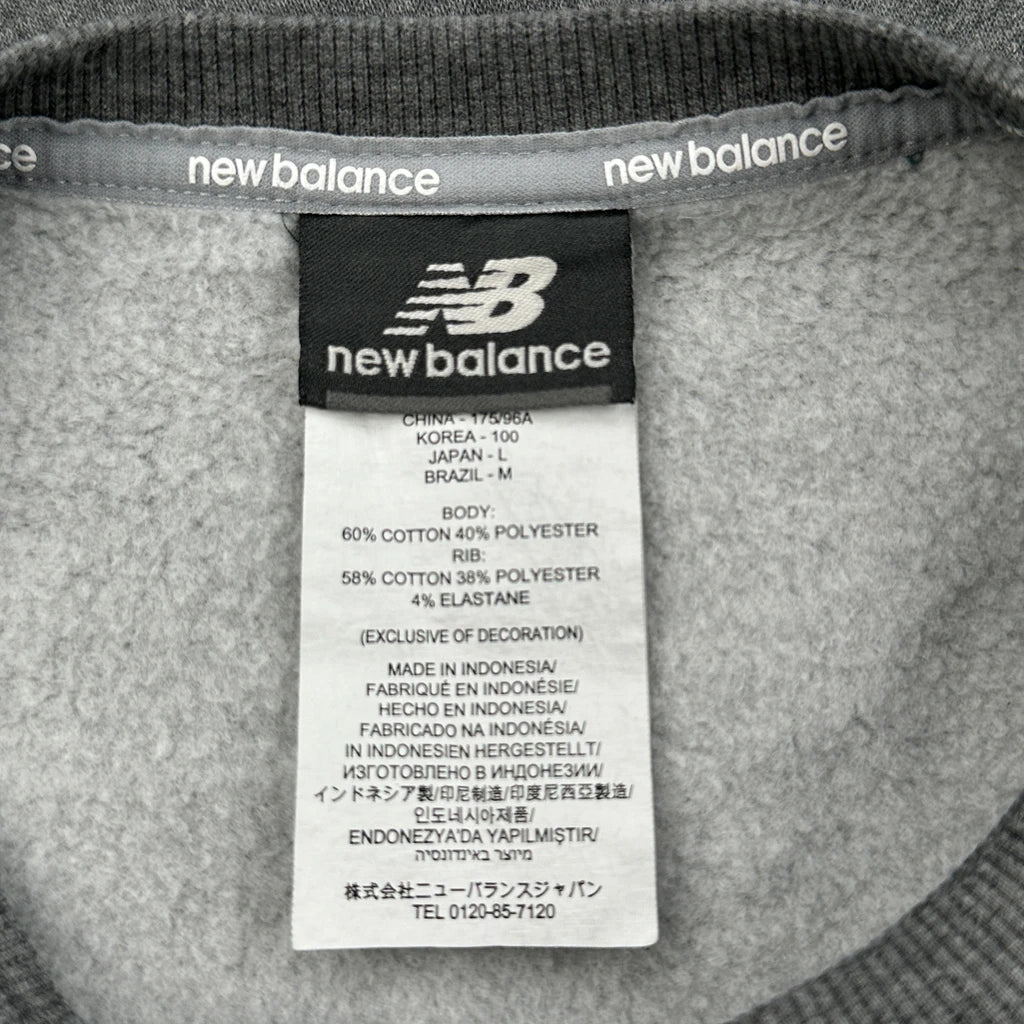 ce
new balance
new balance
NB
new balance
CHINA - 175/96A
KOREA - 100
JAPAN - L
BRAZIL - M
BODY:
60% COTTON 40% POLYESTER
RIB:
58% COTTON 38% POLYESTER
4% ELASTANE
(EXCLUSIVE OF DECORATION)
MADE IN INDONESIA/
FABRIQUÉ EN INDONÉSIE/
HECHO EN INDONESIA/
FABRICADO NA INDONÉSIA/
IN INDONESIEN HERGESTELLT/
ИЗГОТОВЛЕНО В ИНДОНЕЗИИ/
インドネシア製/印尼制造/印度尼西亞製造/
인도네시아제품/
ENDONEZYA'DA YAPILMIŞTIR/
מיוצר באינדונסיה
株式会社ニューバランスジャパン
TEL 0120-85-7120